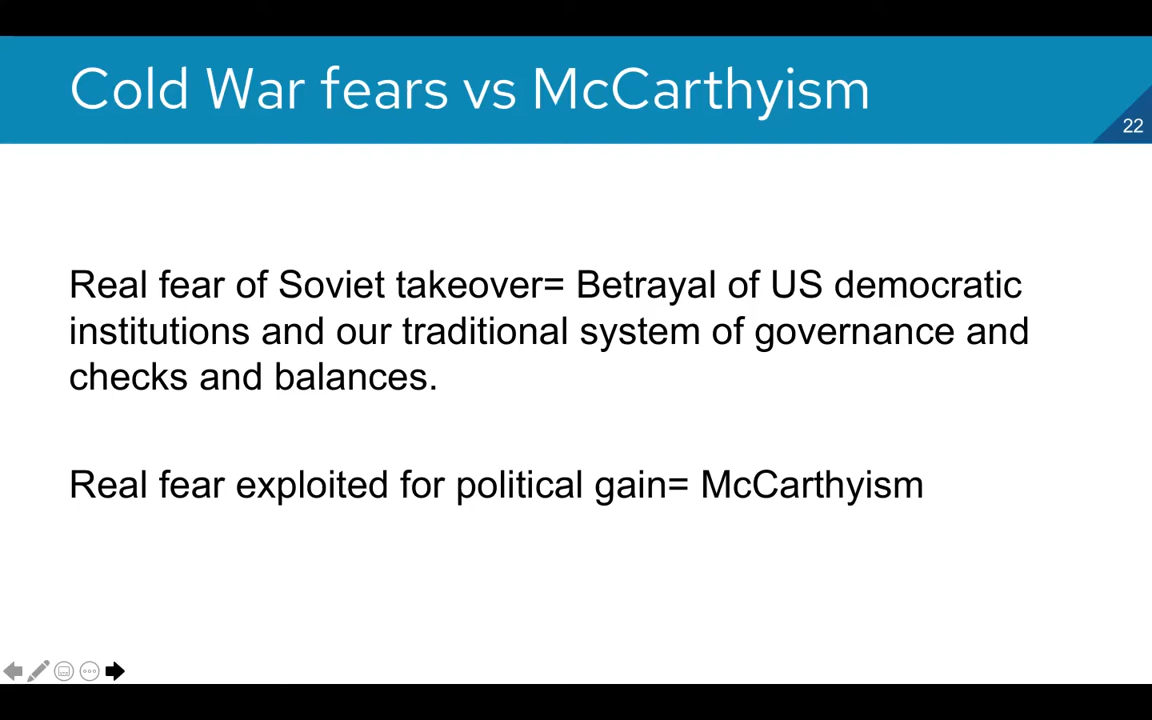 Cold War fears vs McCarthyism
22
Real fear of Soviet takeover= Betrayal of US democratic
institutions and our traditional system of governance and
checks and balances.
Real fear exploited for political gain= McCarthyism